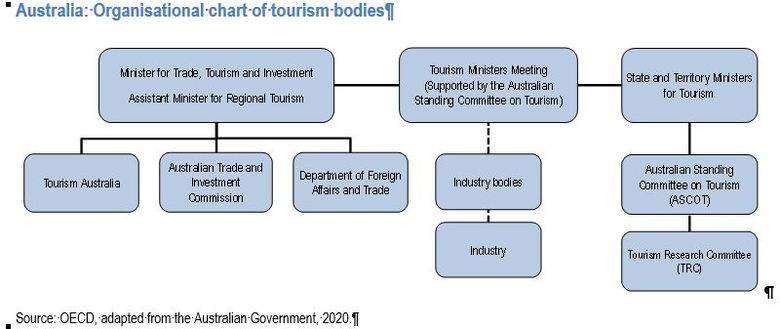 Australia: Organisational chart of tourism bodies¶
Minister for Trade, Tourism and Investment
Assistant Minister for Regional Tourism
Tourism Ministers Meeting
(Supported by the Australian
Standing Committee on Tourism)
State and Territory Ministers
for Tourism
Tourism Australia
Australian Trade and
Investment
Commission
Department of Foreign
Affairs and Trade
Industry bodies
Australian Standing
Committee on Tourism
(ASCOT)
Industry
Tourism Research Committee
(TRC)
¶
Source: OECD, adapted from the Australian Government, 2020.¶